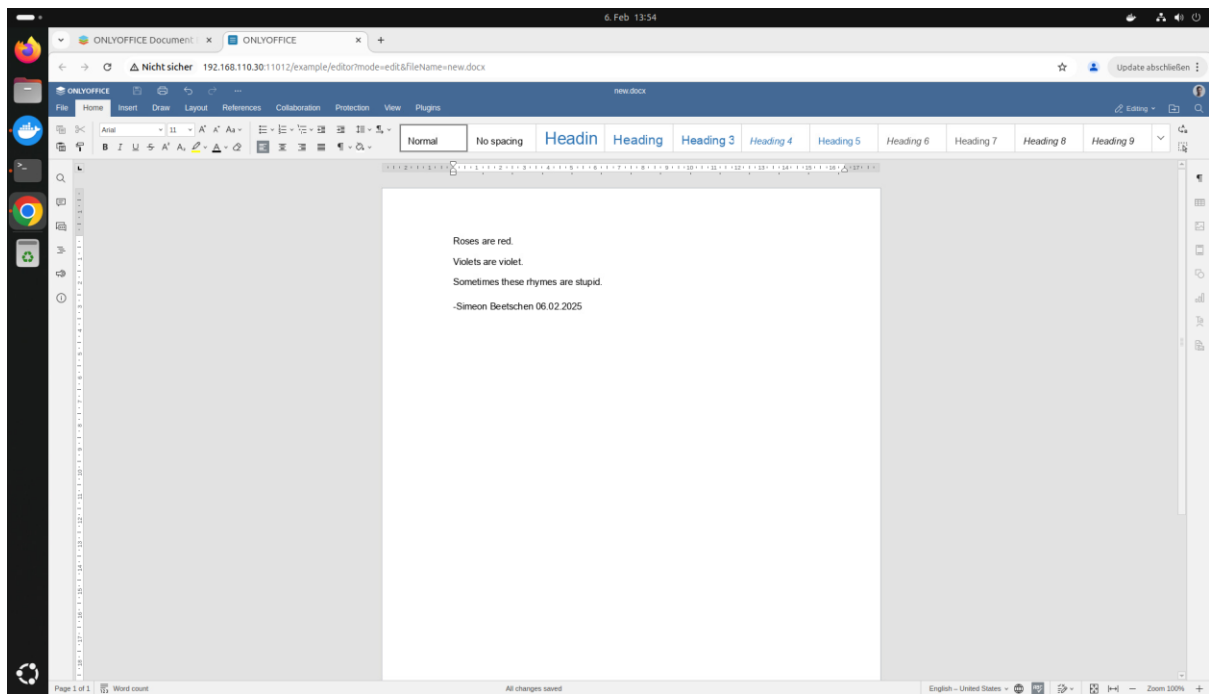 6. Feb 13:54
ONLYOFFICE Document
ONLYOFFICE
Nicht sicher 192.168.110.30:11012/example/editor?mode=edit&fileName=new.docx
Update abschließen
ONLYOFFICE
new.docx
File Home Insert Draw Layout References Collaboration Protection View Plugins
Editing
Arial 11
Normal No spacing Headin Heading Heading 3 Heading 4 Heading 5 Heading 6 Heading 7 Heading 8 Heading 9
Roses are red.
Violets are violet.
Sometimes these rhymes are stupid.
-Simeon Beetschen 06.02.2025
Page 1 of 1 Word count All changes saved English – United States Zoom 100%